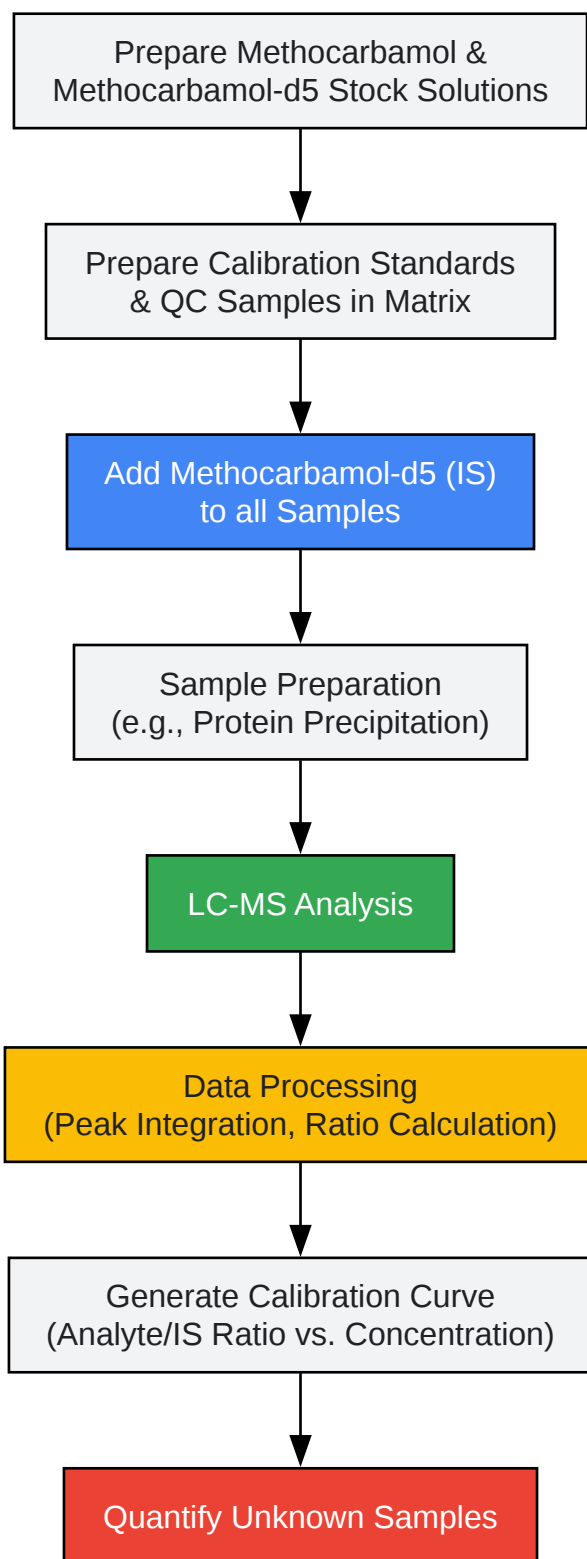 Prepare Methocarbamol &
Methocarbamol-d5 Stock Solutions
Prepare Calibration Standards
& QC Samples in Matrix
Add Methocarbamol-d5 (IS)
to all Samples
Sample Preparation
(e.g., Protein Precipitation)
LC-MS Analysis
Data Processing
(Peak Integration, Ratio Calculation)
Generate Calibration Curve
(Analyte/IS Ratio vs. Concentration)
Quantify Unknown Samples